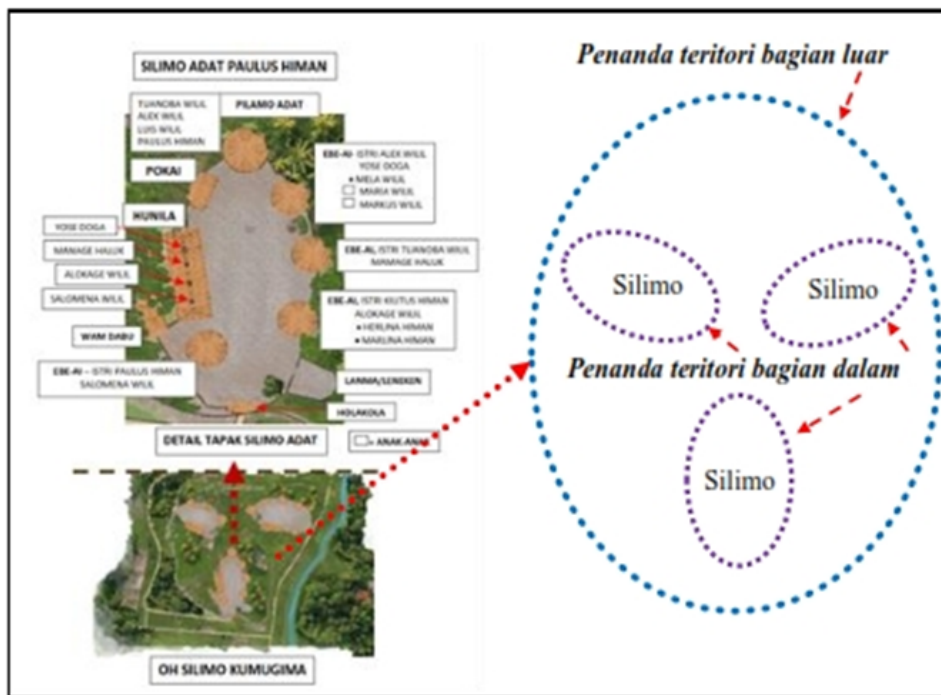 SILIMO ADAT PAULUS HIMAN
TUANOBA WILIL
ALEX WILIL
LUIS WILIL
PAULUS HIMAN
PILAMO ADAT
POKAI
HUNILA
YOSE DOGA
MANAGE HALUK
ALOKAGE WILIL
SALOMENA WILIL
WAM DABU
EBE-AI – ISTRI PAULUS HIMAN
SALOMENA WILIL
EBE-AI- ISTRI ALEX WILIL
YOSE DOGA
MELA WILIL
MARIA WILIL
MARKUS WILIL
EBE-AI, ISTRI TUANOBA WILIL
MAMAGE HALUK
EBE-AI, ISTRI KIUTUS HIMAN
ALOKAGE WILIL
HERLINA HIMAN
MARLINA HIMAN
LANMA/LENEKEN
HOLAKOLA
DETAIL TAPAK SILIMO ADAT
= ANAK-ANAK
OH SILIMO KUMUGIMA
Penanda teritori bagian luar
Silimo
Silimo
Penanda teritori bagian dalam
Silimo